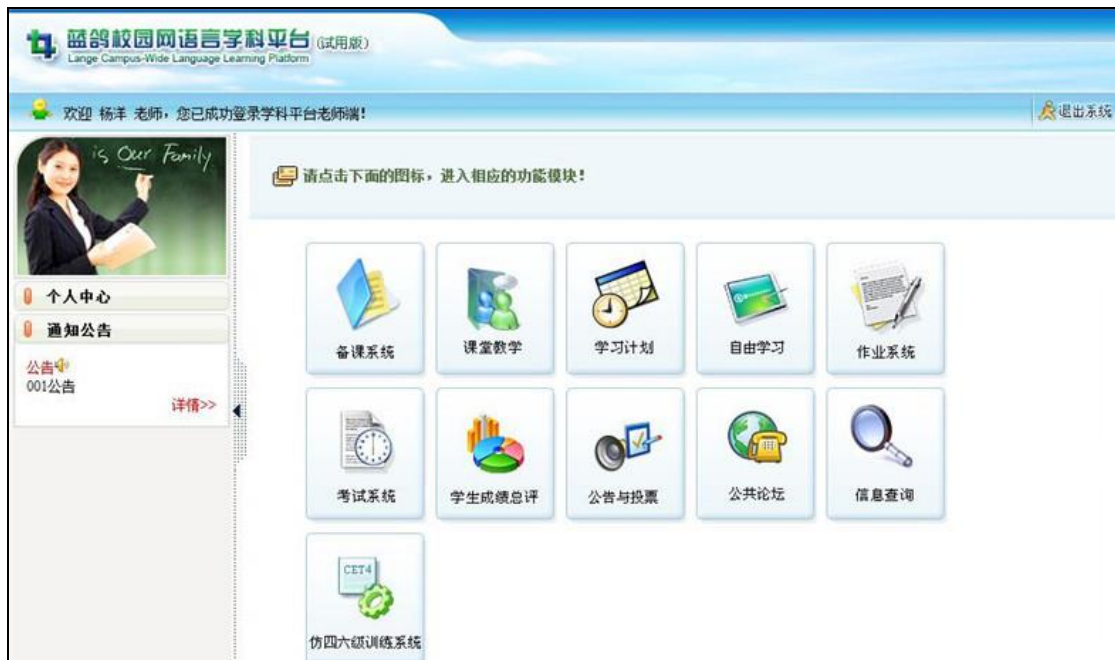 蓝鸽校园网语言学科平台 (试用版)
Lange Campus-Wide Language Learning Platform
欢迎 杨洋 老师，您已成功登录学科平台老师端！
退出系统
is Our Family
请点击下面的图标，进入相应的功能模块！
个人中心
通知公告
公告
001公告
详情>>
备课系统
课堂教学
学习计划
自由学习
作业系统
考试系统
学生成绩总评
公告与投票
公共论坛
信息查询
CET4
仿四六级训练系统